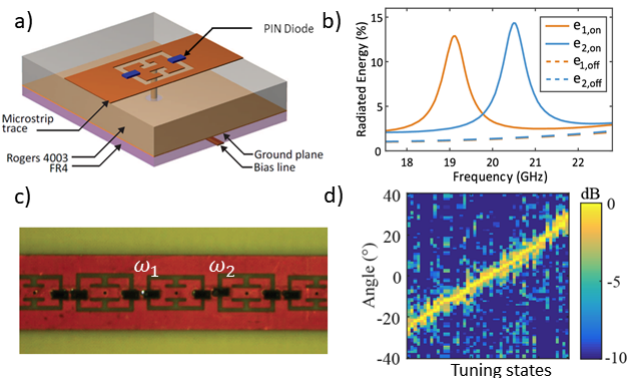 a)
PIN Diode
Microstrip
trace
Rogers 4003
FR4
Ground plane
Bias line
b)
Radiated Energy (%)
15
10
5
0
18 19 20 21 22
Frequency (GHz)
e1,on
e2,on
e1,off
e2,off
c)
ω1 ω2
d)
Angle (°)
40
20
0
-20
-40
Tuning states
dB
0
-5
-10